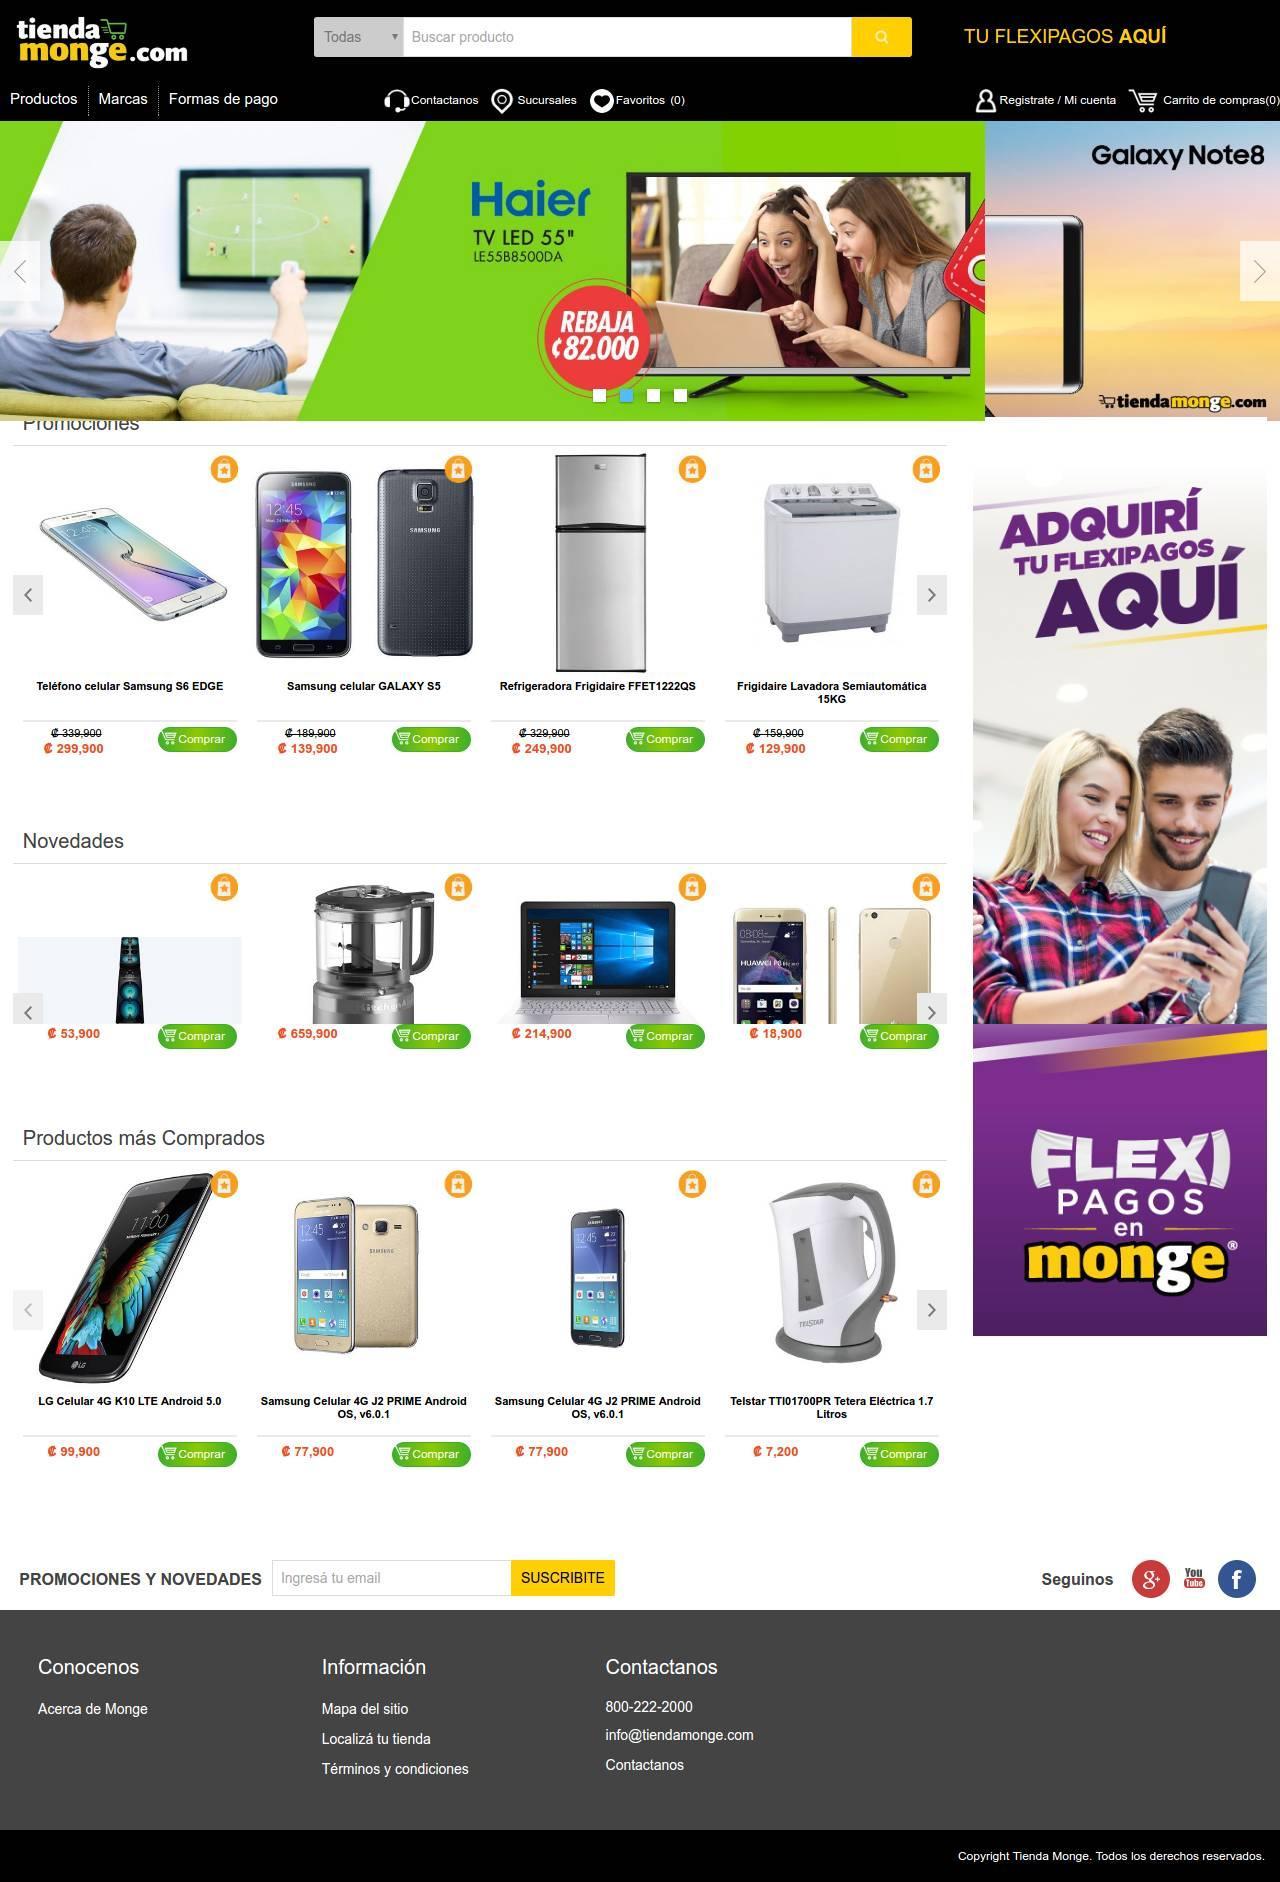 tienda
monge.com
Todas
Buscar producto
TU FLEXIPAGOS AQUÍ
Productos
Marcas
Formas de pago
Contactanos
Sucursales
Favoritos (0)
Registrate / Mi cuenta
Carrito de compras(0)
Haier
TV LED 55"
LE55B8500DA
REBAJA
¢82.000
Galaxy Note8
tiendamonge.com
Promociones
Teléfono celular Samsung S6 EDGE
₡ 339,900
₡ 299,900
Comprar
Samsung celular GALAXY S5
₡ 189,900
₡ 139,900
Comprar
Refrigeradora Frigidaire FFET1222QS
₡ 329,900
₡ 249,900
Comprar
Frigidaire Lavadora Semiautomática
15KG
₡ 159,900
₡ 129,900
Comprar
ADQUIRÍ
TU FLEXIPAGOS
AQUÍ
Novedades
₡ 53,900
Comprar
₡ 659,900
Comprar
₡ 214,900
Comprar
₡ 18,900
Comprar
FLEXI
PAGOS
en
monge®
Productos más Comprados
LG Celular 4G K10 LTE Android 5.0
₡ 99,900
Comprar
Samsung Celular 4G J2 PRIME Android
OS, v6.0.1
₡ 77,900
Comprar
Samsung Celular 4G J2 PRIME Android
OS, v6.0.1
₡ 77,900
Comprar
TELSTAR
Telstar TTI01700PR Tetera Eléctrica 1.7
Litros
₡ 7,200
Comprar
PROMOCIONES Y NOVEDADES
Ingresá tu email
SUSCRIBITE
Seguinos
g+
You
Tube
f
Conocenos
Acerca de Monge
Información
Mapa del sitio
Localizá tu tienda
Términos y condiciones
Contactanos
800-222-2000
info@tiendamonge.com
Contactanos
Copyright Tienda Monge. Todos los derechos reservados.